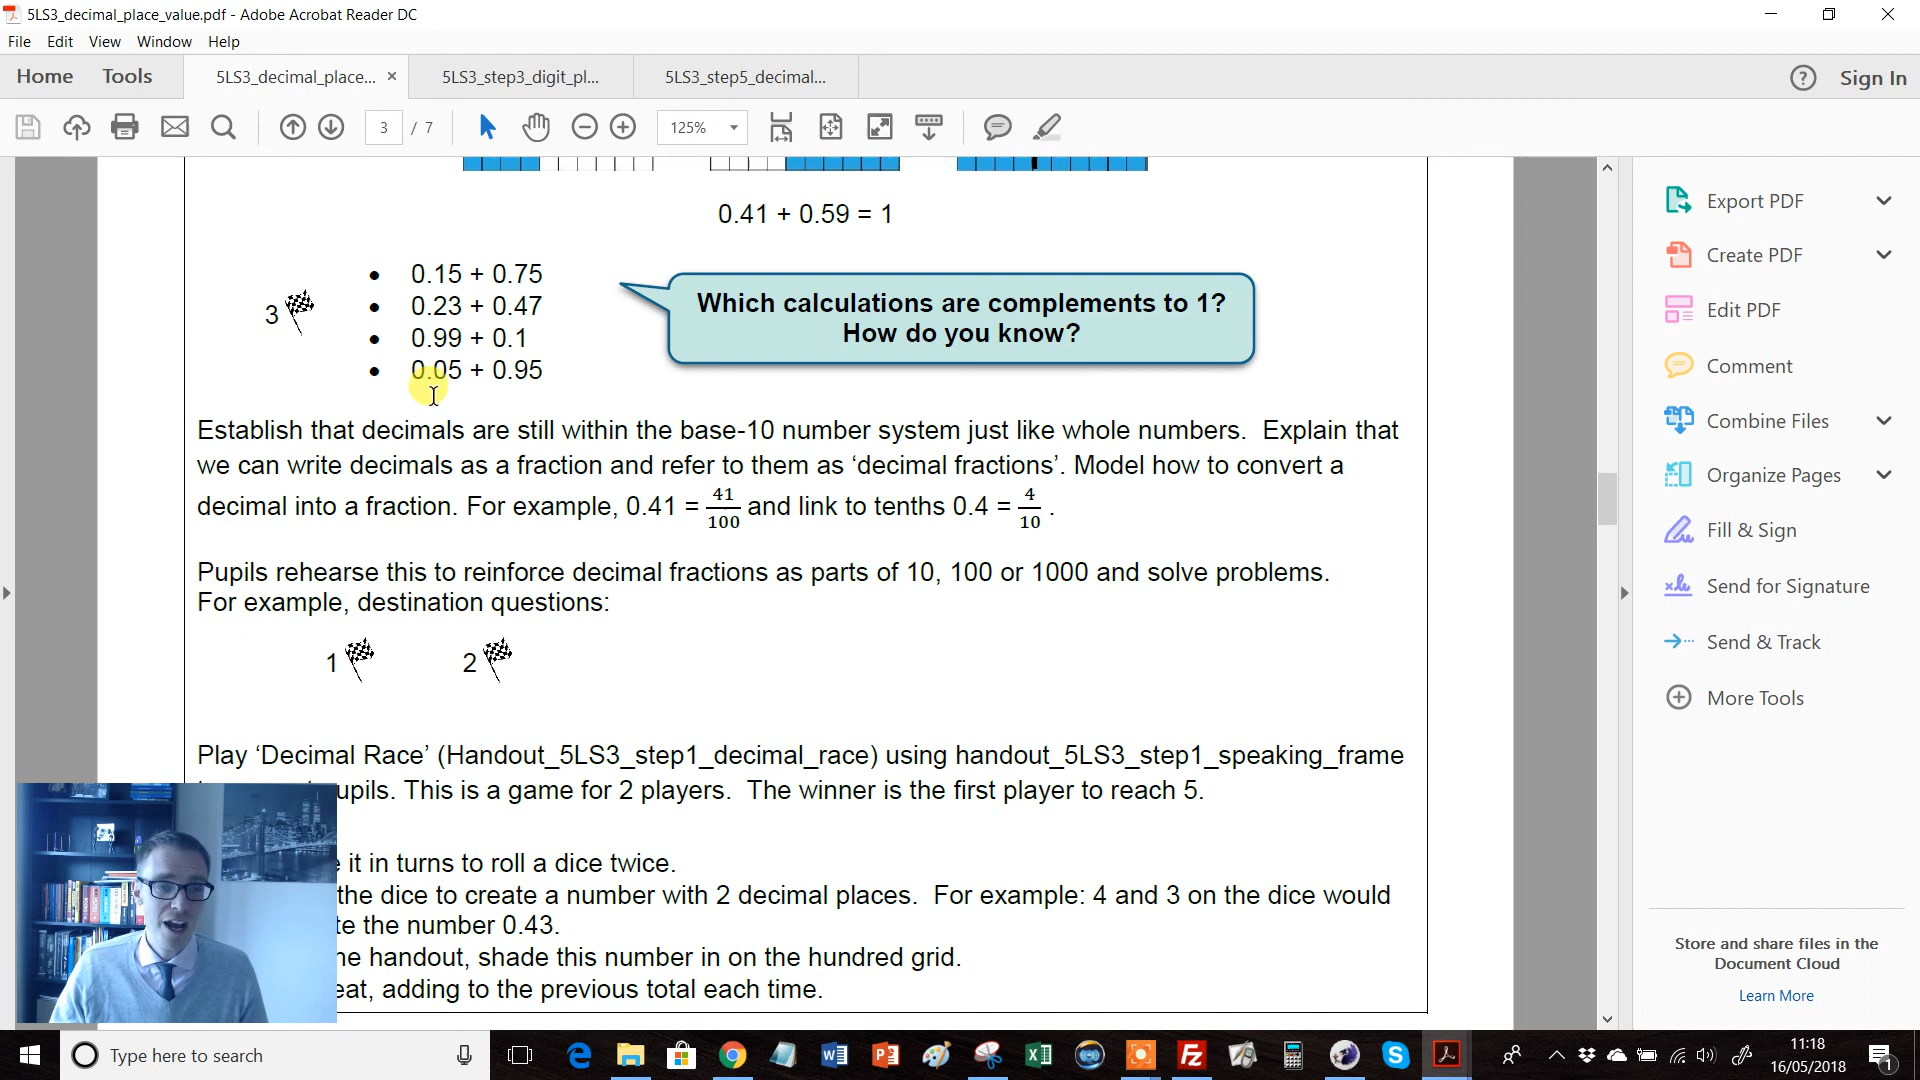 5LS3_decimal_place_value.pdf - Adobe Acrobat Reader DC
File Edit View Window Help
Home Tools 5LS3_decimal_place... × 5LS3_step3_digit_pl... 5LS3_step5_decimal... ? Sign In
3 / 7 125%
0.41 + 0.59 = 1
3
• 0.15 + 0.75
• 0.23 + 0.47
• 0.99 + 0.1
• 0.05 + 0.95
Which calculations are complements to 1?
How do you know?
Establish that decimals are still within the base-10 number system just like whole numbers. Explain that
we can write decimals as a fraction and refer to them as ‘decimal fractions’. Model how to convert a
decimal into a fraction. For example, 0.41 = 41/100 and link to tenths 0.4 = 4/10 .
Pupils rehearse this to reinforce decimal fractions as parts of 10, 100 or 1000 and solve problems.
For example, destination questions:
1 2
Play ‘Decimal Race’ (Handout_5LS3_step1_decimal_race) using handout_5LS3_step1_speaking_frame
upils. This is a game for 2 players. The winner is the first player to reach 5.
it in turns to roll a dice twice.
the dice to create a number with 2 decimal places. For example: 4 and 3 on the dice would
te the number 0.43.
he handout, shade this number in on the hundred grid.
eat, adding to the previous total each time.
Export PDF
Create PDF
Edit PDF
Comment
Combine Files
Organize Pages
Fill & Sign
Send for Signature
Send & Track
More Tools
Store and share files in the
Document Cloud
Learn More
Type here to search
11:18
16/05/2018
1